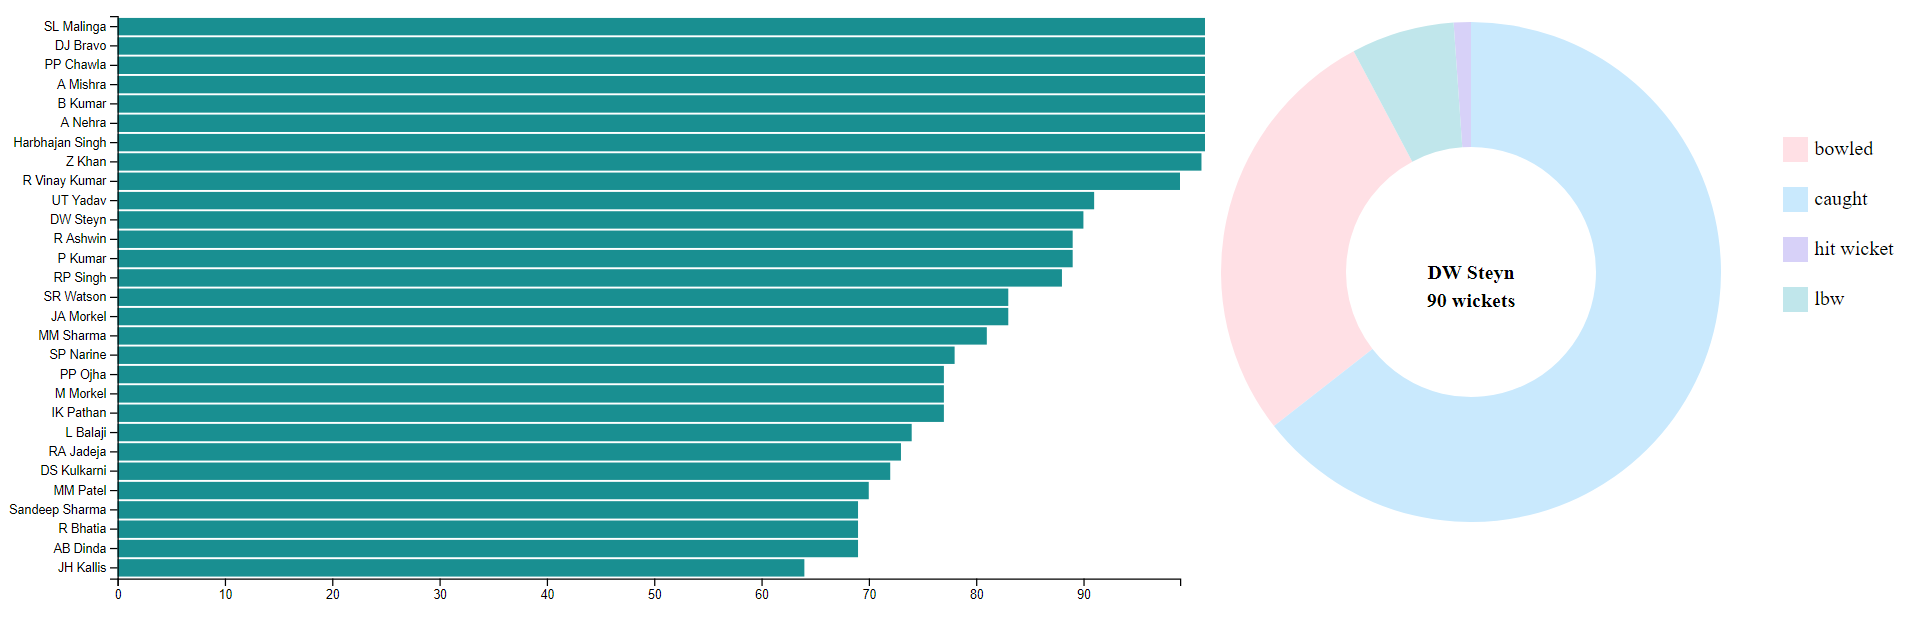 SL Malinga
DJ Bravo
PP Chawla
A Mishra
B Kumar
A Nehra
Harbhajan Singh
Z Khan
R Vinay Kumar
UT Yadav
DW Steyn
R Ashwin
P Kumar
RP Singh
SR Watson
JA Morkel
MM Sharma
SP Narine
PP Ojha
M Morkel
IK Pathan
L Balaji
RA Jadeja
DS Kulkarni
MM Patel
Sandeep Sharma
R Bhatia
AB Dinda
JH Kallis
0 10 20 30 40 50 60 70 80 90
DW Steyn
90 wickets
bowled
caught
hit wicket
lbw